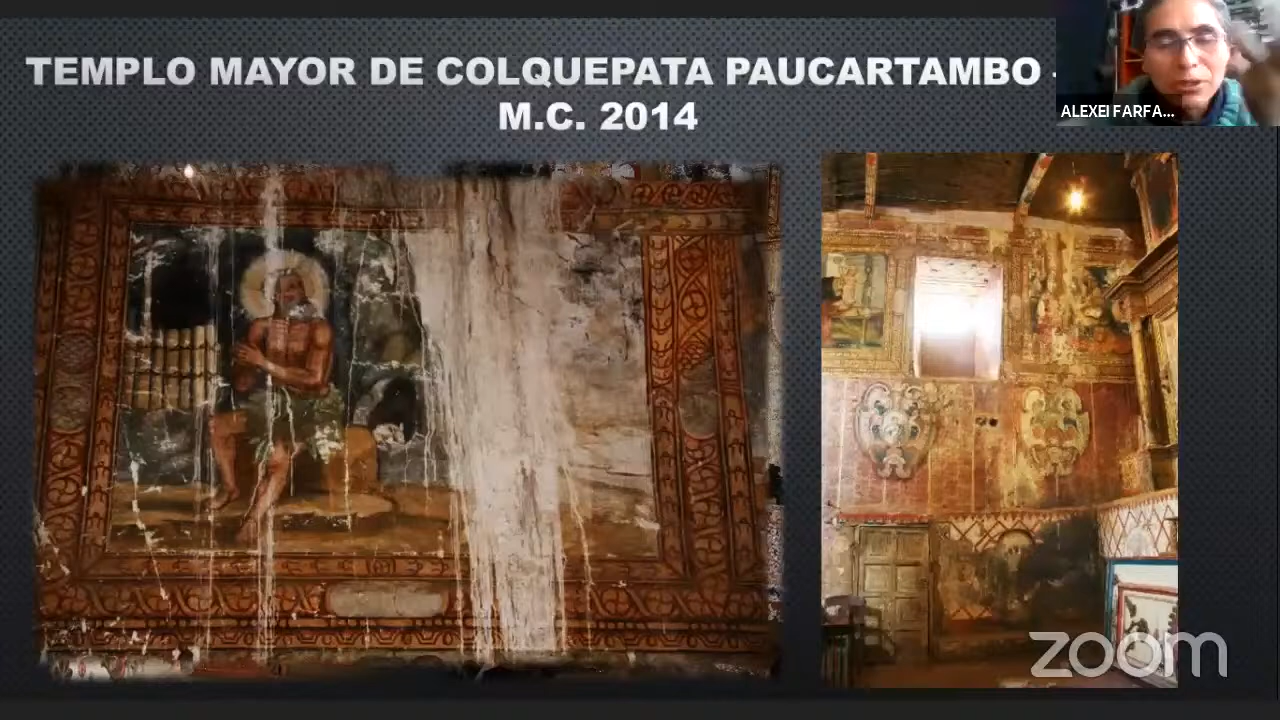 TEMPLO MAYOR DE COLQUEPATA PAUCARTAMBO -
M.C. 2014
ALEXEI FARFA...
zoom